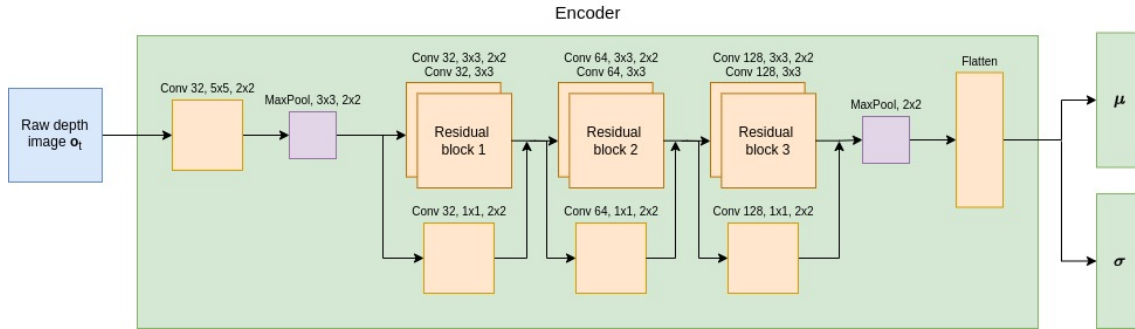 Encoder
Raw depth
image oₜ
Conv 32, 5x5, 2x2
MaxPool, 3x3, 2x2
Conv 32, 3x3, 2x2
Conv 32, 3x3
Residual
block 1
Conv 32, 1x1, 2x2
Conv 64, 3x3, 2x2
Conv 64, 3x3
Residual
block 2
Conv 64, 1x1, 2x2
Conv 128, 3x3, 2x2
Conv 128, 3x3
Residual
block 3
Conv 128, 1x1, 2x2
MaxPool, 2x2
Flatten
μ
σ